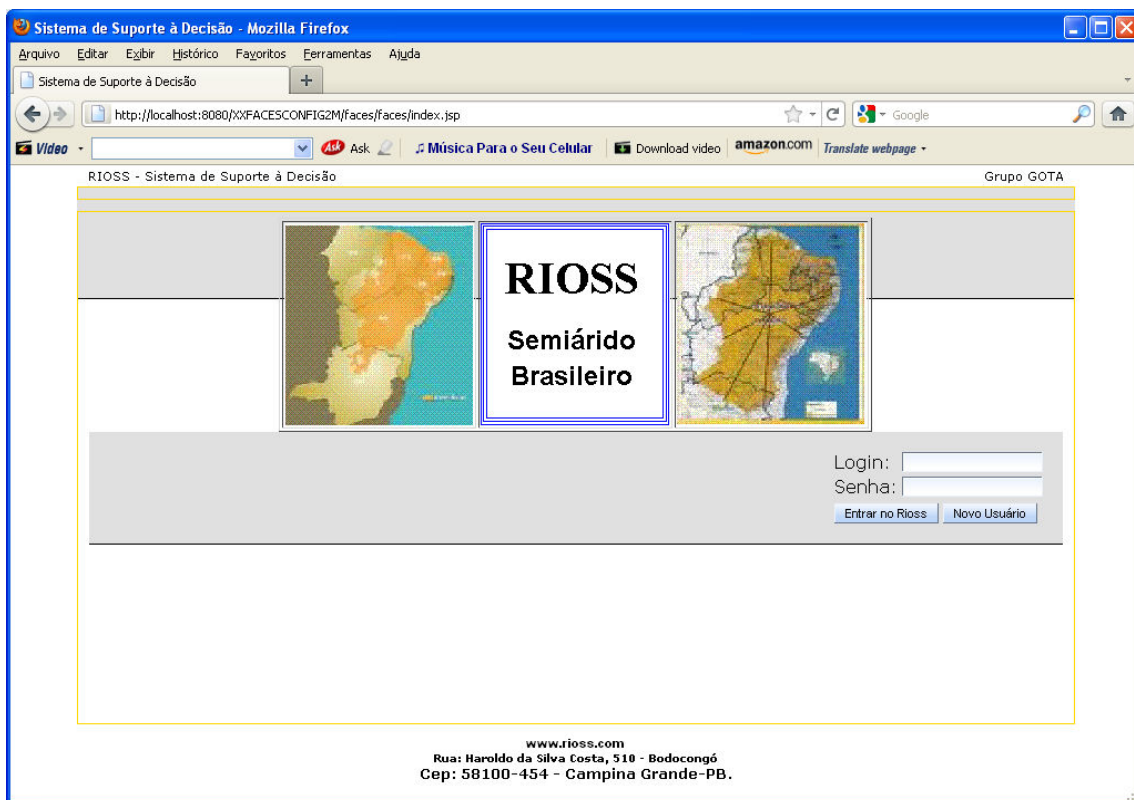 Sistema de Suporte à Decisão - Mozilla Firefox
Arquivo Editar Exibir Histórico Favoritos Ferramentas Ajuda
Sistema de Suporte à Decisão
http://localhost:8080/XXFACESCONFIG2M/faces/faces/index.jsp Google
Video Ask Ask Música Para o Seu Celular Download video amazon.com Translate webpage
RIOSS - Sistema de Suporte à Decisão Grupo GOTA
RIOSS
Semiárido
Brasileiro
Login:
Senha:
Entrar no Rioss Novo Usuário
www.rioss.com
Rua: Haroldo da Silva Costa, 510 - Bodocongó
Cep: 58100-454 - Campina Grande-PB.